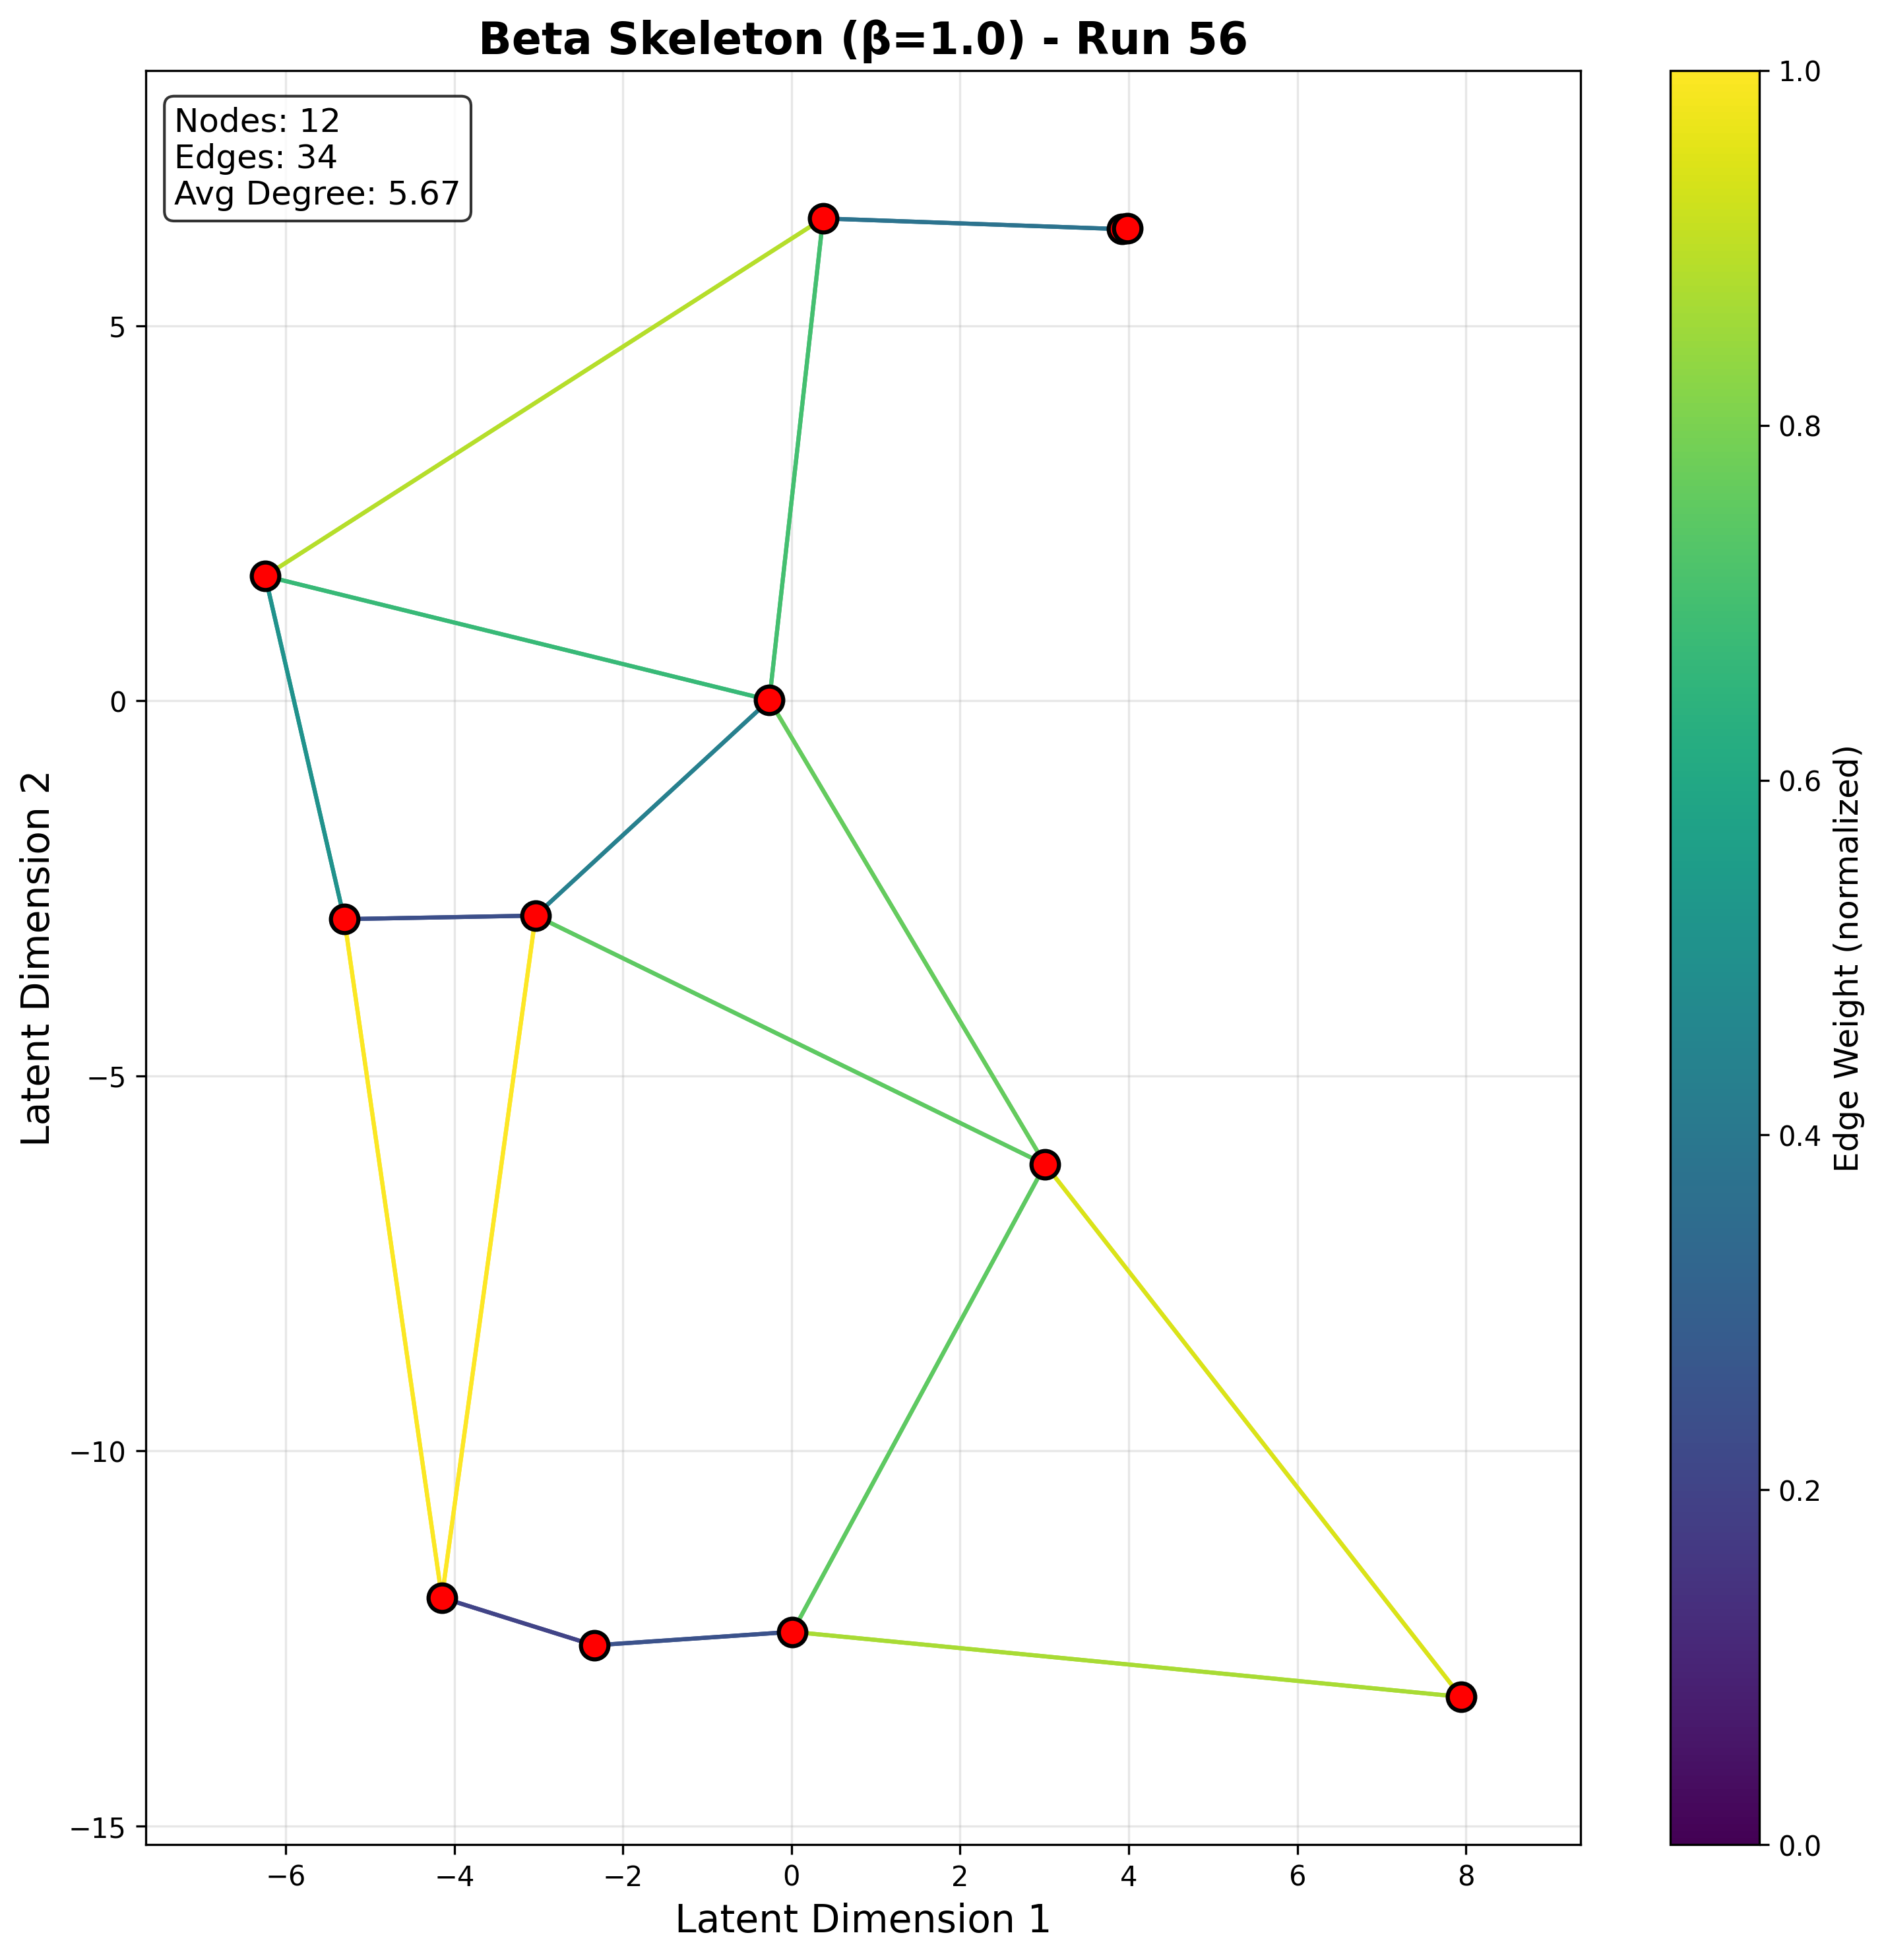 Beta Skeleton (β=1.0) - Run 56
Nodes: 12
Edges: 34
Avg Degree: 5.67
5
0
−5
−10
−15
Latent Dimension 2
−6
−4
−2
0
2
4
6
8
Latent Dimension 1
1.0
0.8
0.6
0.4
0.2
0.0
Edge Weight (normalized)